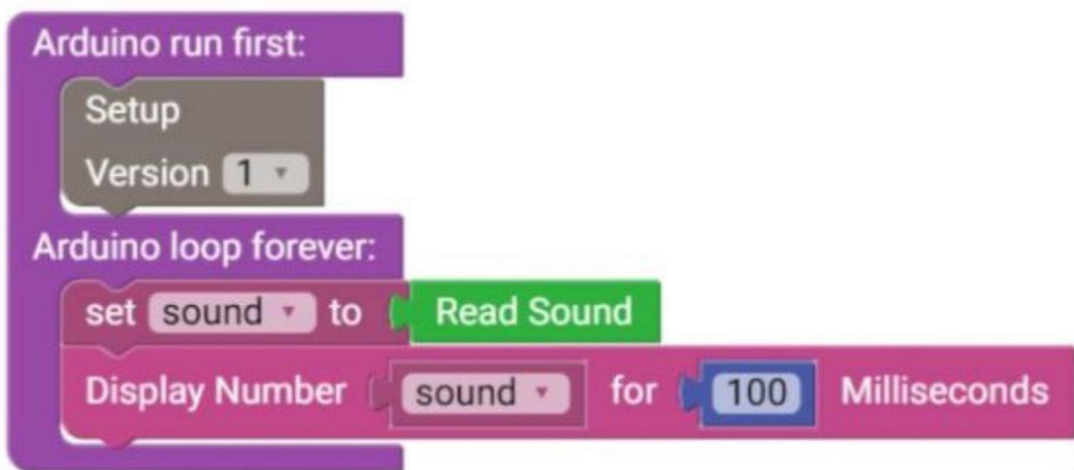 Arduino run first:
Setup
Version 1
Arduino loop forever:
set sound to Read Sound
Display Number sound for 100 Milliseconds